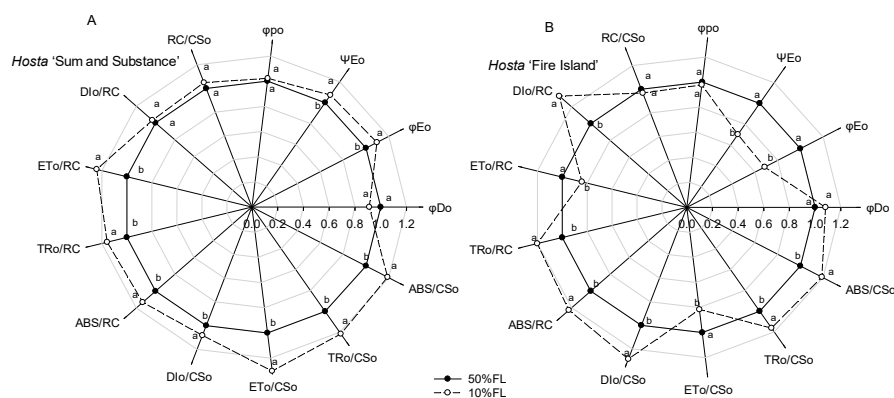 A
Hosta 'Sum and Substance'
φpo
RC/CSo
ΨEo
DIo/RC
φEo
ETo/RC
φDo
0.0 0.2 0.4 0.6 0.8 1.0 1.2
TRo/RC
ABS/CSo
ABS/RC
TRo/CSo
DIo/CSo
ETo/CSo
a
a
a
a
a
b
a
b
a
a
a
b
a
b
a
b
a
b
a
b
a
b
a
b
a
b
a
a
B
Hosta 'Fire Island'
φpo
RC/CSo
ΨEo
DIo/RC
φEo
ETo/RC
φDo
0.0 0.2 0.4 0.6 0.8 1.0 1.2
TRo/RC
ABS/CSo
ABS/RC
TRo/CSo
DIo/CSo
ETo/CSo
a
a
a
a
a
b
a
b
a
a
a
b
a
b
b
a
a
b
a
b
a
b
a
b
a
b
a
a
50%FL
10%FL